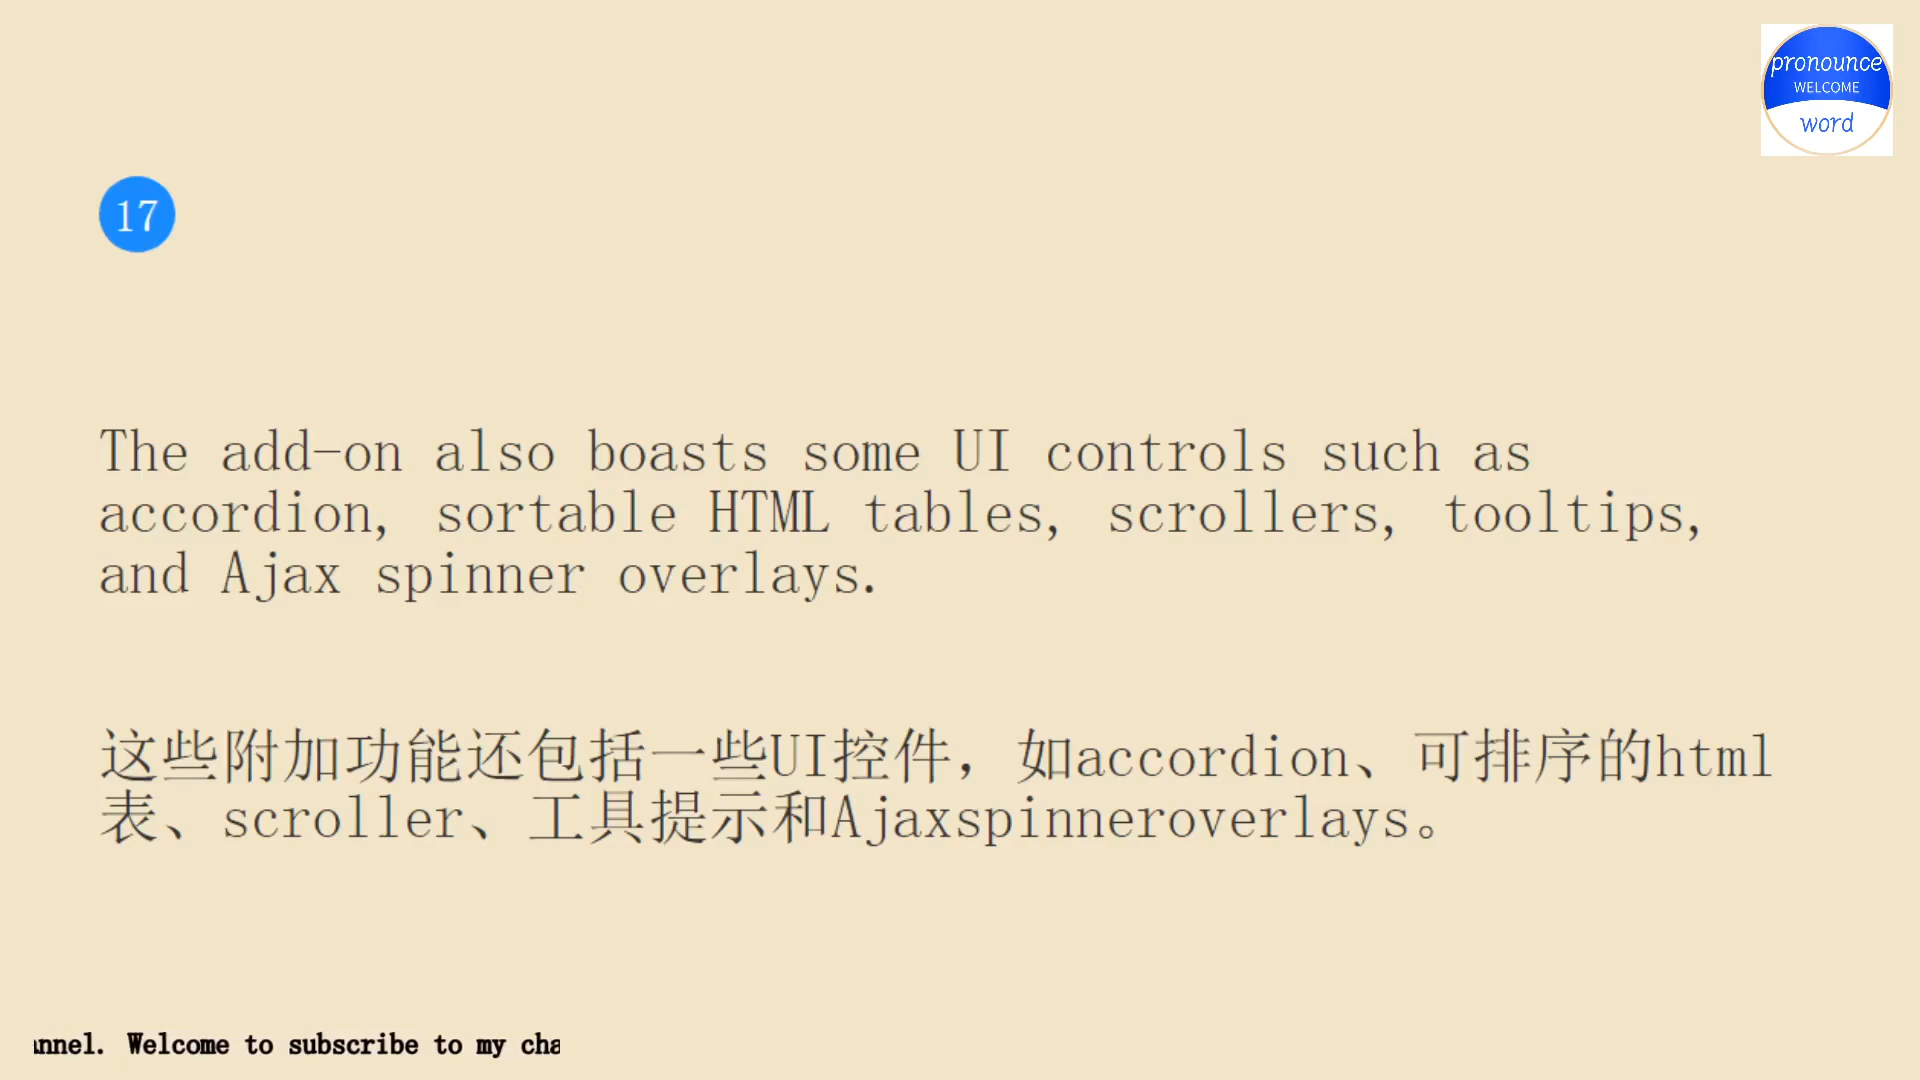 pronounce
WELCOME
word
17
The add-on also boasts some UI controls such as
accordion, sortable HTML tables, scrollers, tooltips,
and Ajax spinner overlays.
这些附加功能还包括一些UI控件，如accordion、可排序的html
表、scroller、工具提示和Ajaxspinneroverlays。
nnel. Welcome to subscribe to my cha